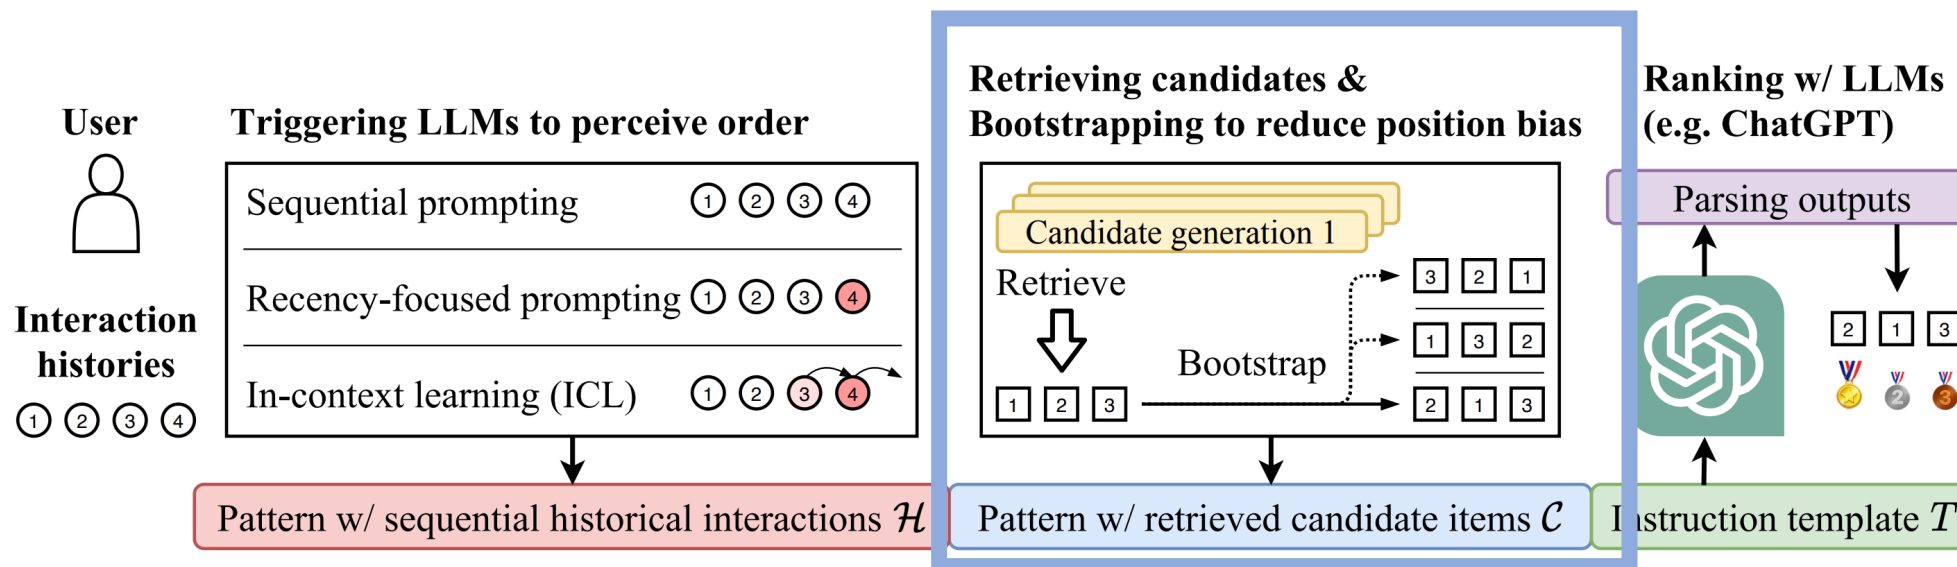 User
Interaction
histories
1 2 3 4
Triggering LLMs to perceive order
Sequential prompting 1 2 3 4
Recency-focused prompting 1 2 3 4
In-context learning (ICL) 1 2 3 4
Pattern w/ sequential historical interactions H
Retrieving candidates &
Bootstrapping to reduce position bias
Candidate generation 1
Retrieve
1 2 3
Bootstrap
3 2 1
1 3 2
2 1 3
Pattern w/ retrieved candidate items C
Ranking w/ LLMs
(e.g. ChatGPT)
Parsing outputs
2 1 3
2 3
Instruction template T